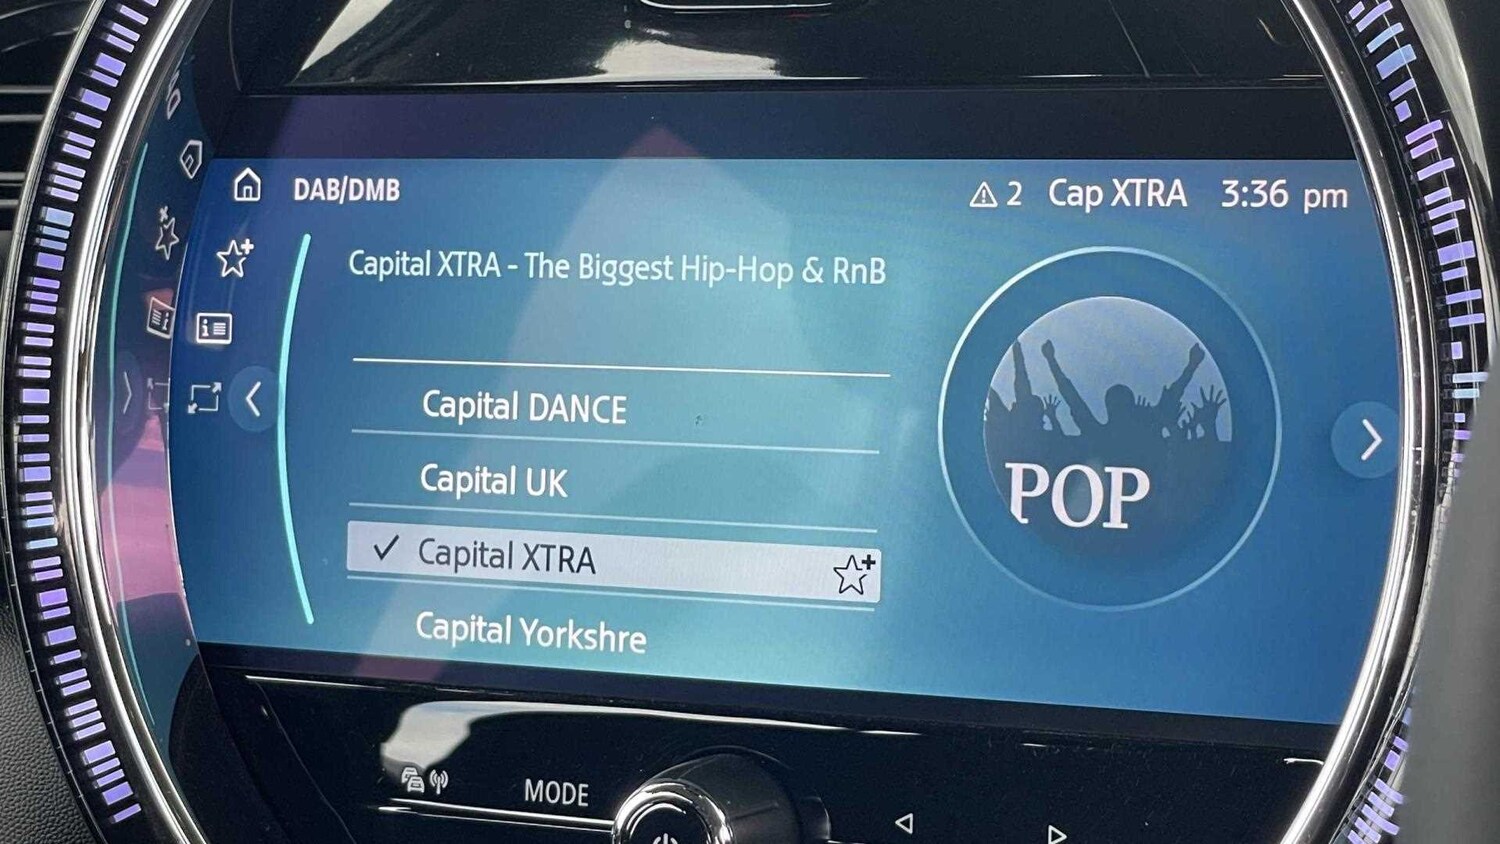 DAB/DMB
2 Cap XTRA 3:36 pm
Capital XTRA - The Biggest Hip-Hop & RnB
Capital DANCE
Capital UK
Capital XTRA
Capital Yorkshre
POP
MODE